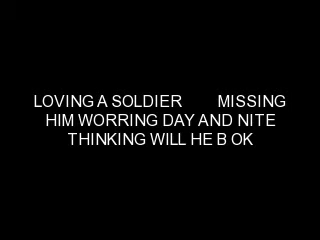 LOVING A SOLDIER MISSING
HIM WORRING DAY AND NITE
THINKING WILL HE B OK